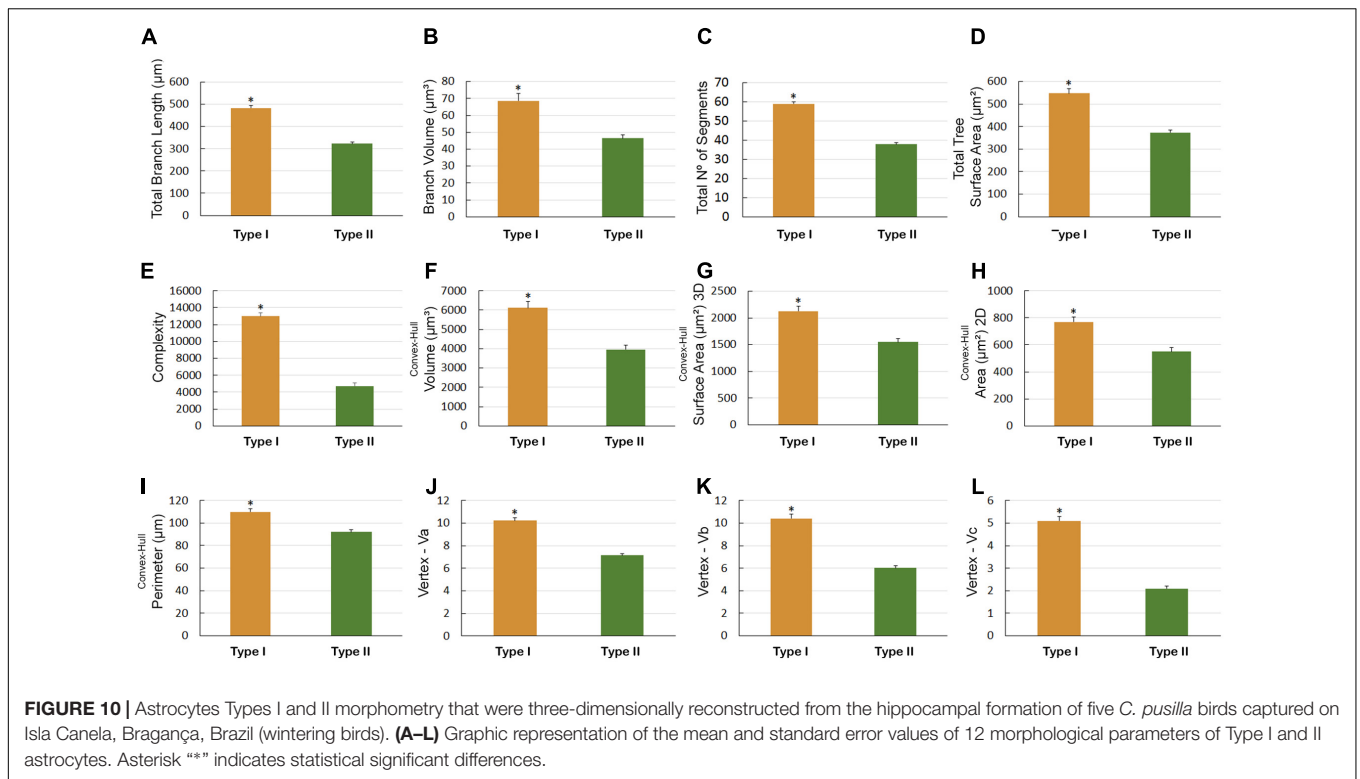 A
Total Branch Length (µm)
600
500
400
300
200
100
0
*
Type I
Type II
B
Branch Volume (µm³)
80
70
60
50
40
30
20
10
0
*
Type I
Type II
C
Total Nº of Segments
70
60
50
40
30
20
10
0
*
Type I
Type II
D
Total Tree
Surface Area (µm²)
600
500
400
300
200
100
0
*
Type I
Type II
E
Complexity
16000
14000
12000
10000
8000
6000
4000
2000
0
*
Type I
Type II
F
Convex-Hull
Volume (µm³)
7000
6000
5000
4000
3000
2000
1000
0
*
Type I
Type II
G
Convex-Hull
Surface Area (µm²) 3D
2500
2000
1500
1000
500
0
*
Type I
Type II
H
Convex-Hull
Area (µm²) 2D
1000
800
600
400
200
0
*
Type I
Type II
I
Convex-Hull
Perimeter (µm)
120
100
80
60
40
20
0
*
Type I
Type II
J
Vertex - Va
12
10
8
6
4
2
0
*
Type I
Type II
K
Vertex - Vb
12
10
8
6
4
2
0
*
Type I
Type II
L
Vertex - Vc
6
5
4
3
2
1
0
*
Type I
Type II
FIGURE 10 | Astrocytes Types I and II morphometry that were three-dimensionally reconstructed from the hippocampal formation of five C. pusilla birds captured on
Isla Canela, Bragança, Brazil (wintering birds). (A–L) Graphic representation of the mean and standard error values of 12 morphological parameters of Type I and II
astrocytes. Asterisk “*” indicates statistical significant differences.